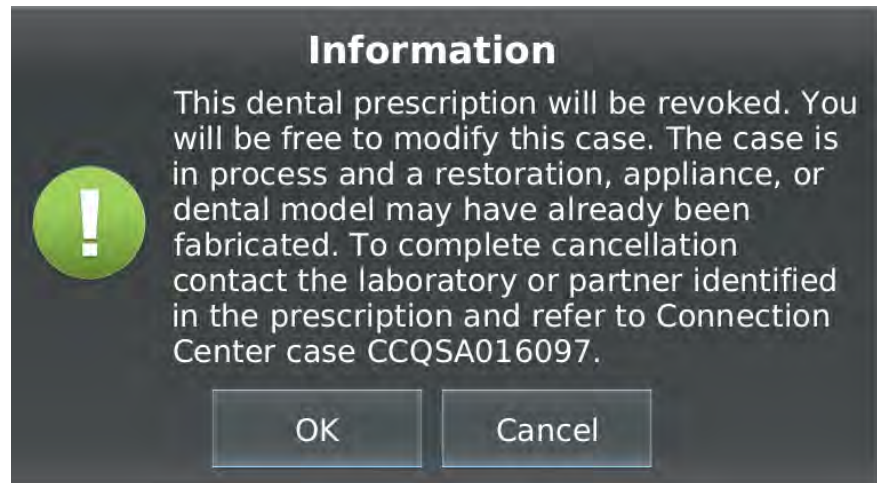 Information
This dental prescription will be revoked. You
will be free to modify this case. The case is
in process and a restoration, appliance, or
dental model may have already been
fabricated. To complete cancellation
contact the laboratory or partner identified
in the prescription and refer to Connection
Center case CCQSA016097.
OK Cancel